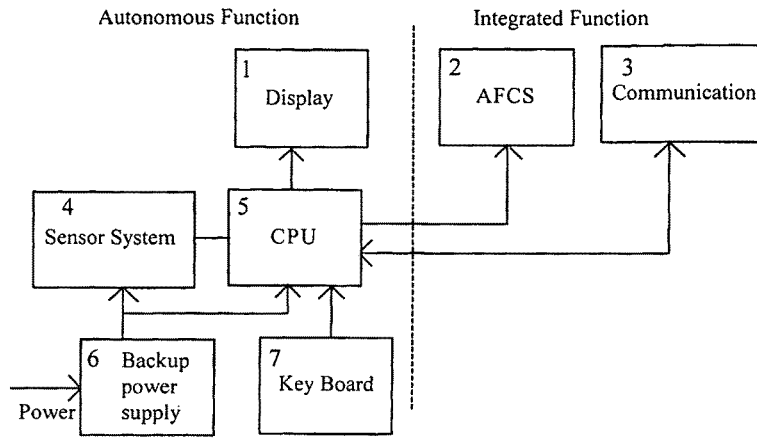 Autonomous Function
Integrated Function
1
Display
2
AFCS
3
Communication
4
Sensor System
5
CPU
6 Backup
power
supply
Power
7
Key Board